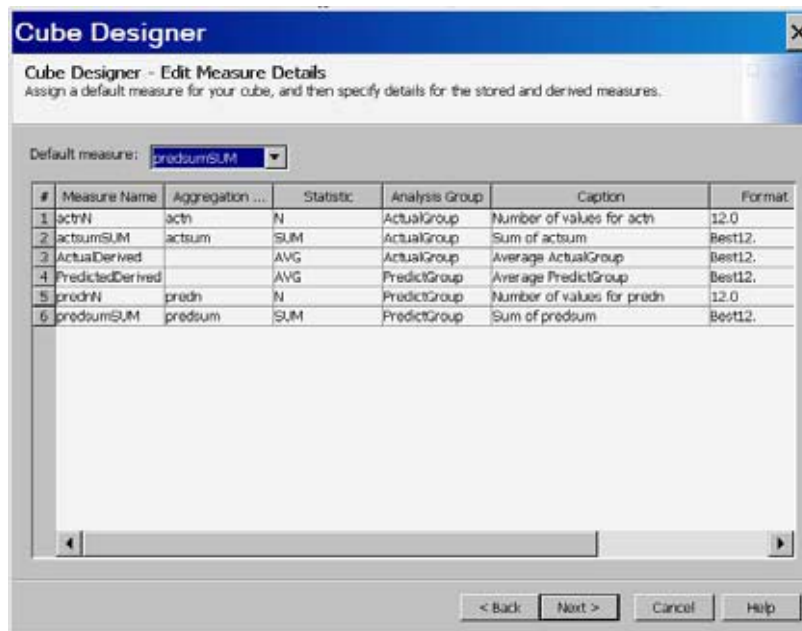 Cube Designer
Cube Designer - Edit Measure Details
Assign a default measure for your cube, and then specify details for the stored and derived measures.
Default measure: predsumSUM
# Measure Name Aggregation ... Statistic Analysis Group Caption Format
1 actnN actn N ActualGroup Number of values for actn 12.0
2 actsumSUM actsum SUM ActualGroup Sum of actsum Best12.
3 ActualDerived AVG ActualGroup Average ActualGroup Best12.
4 PredictedDerived AVG PredictGroup Average PredictGroup Best12.
5 prednN predn N PredictGroup Number of values for predn 12.0
6 predsumSUM predsum SUM PredictGroup Sum of predsum Best12.
< Back Next > Cancel Help